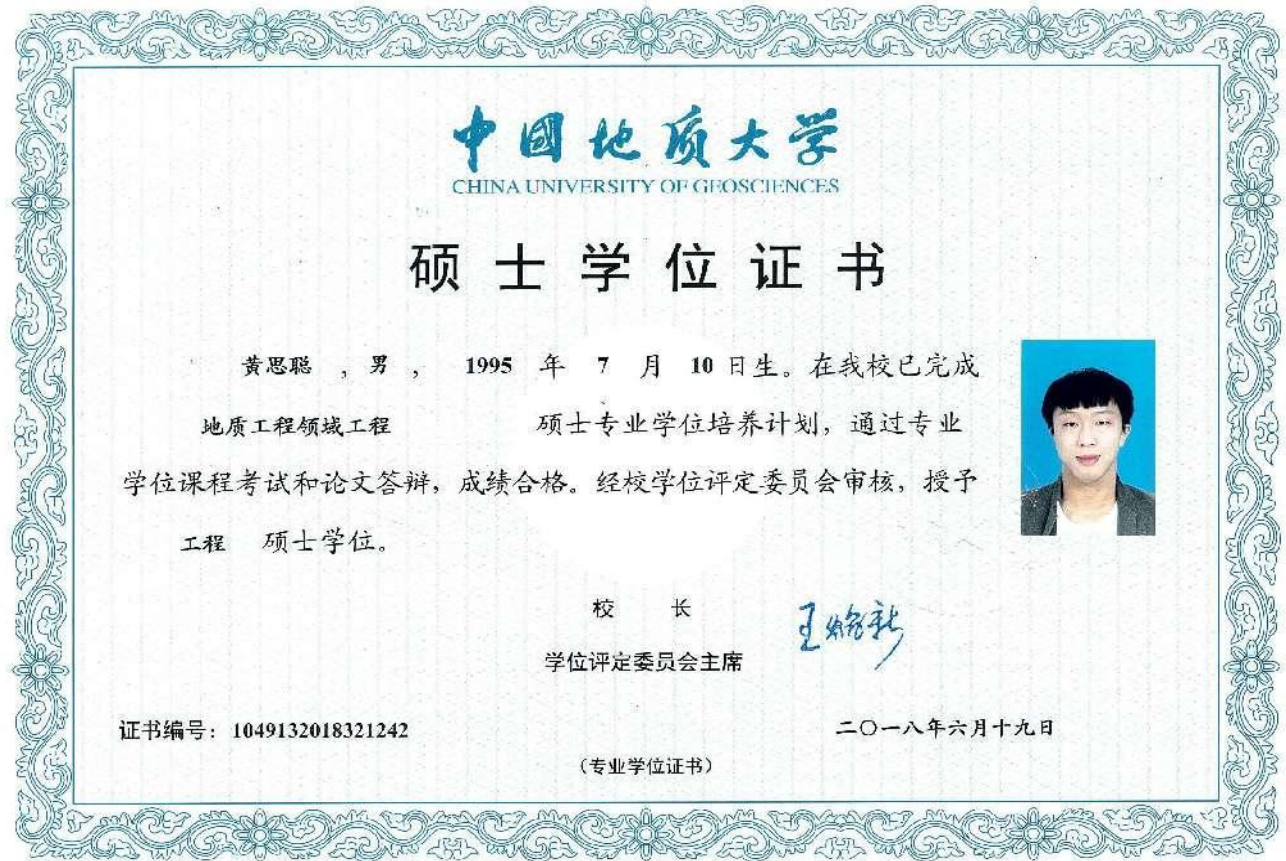 中国地质大学
CHINA UNIVERSITY OF GEOSCIENCES
硕士学位证书
黄思聪 ，男， 1995 年 7 月 10 日生。在我校已完成
地质工程领域工程 硕士专业学位培养计划，通过专业
学位课程考试和论文答辩，成绩合格。经校学位评定委员会审核，授予
工程 硕士学位。
校 长
王焰新
学位评定委员会主席
证书编号：1049132018321242
二〇一八年六月十九日
（专业学位证书）